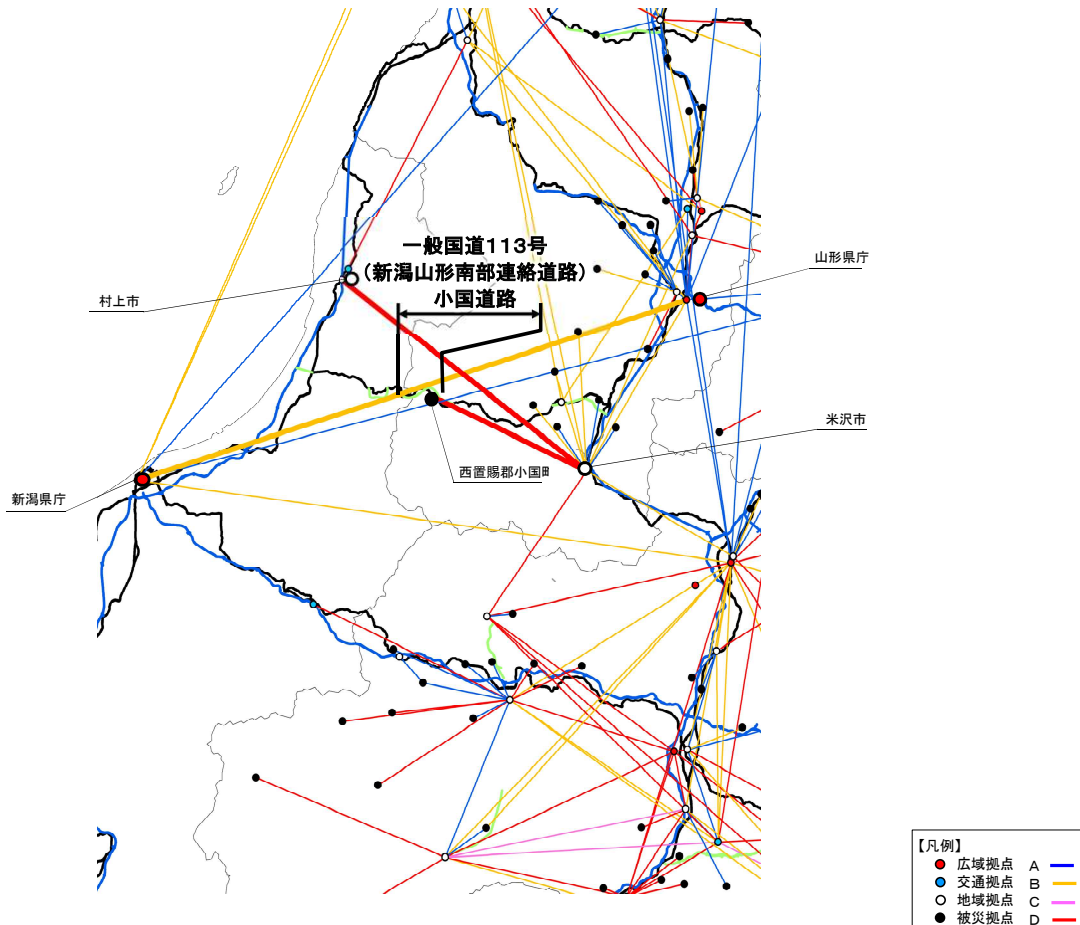 一般国道113号
(新潟山形南部連絡道路)
小国道路
山形県庁
村上市
米沢市
西置賜郡小国町
新潟県庁
【凡例】
広域拠点 A
交通拠点 B
地域拠点 C
被災拠点 D